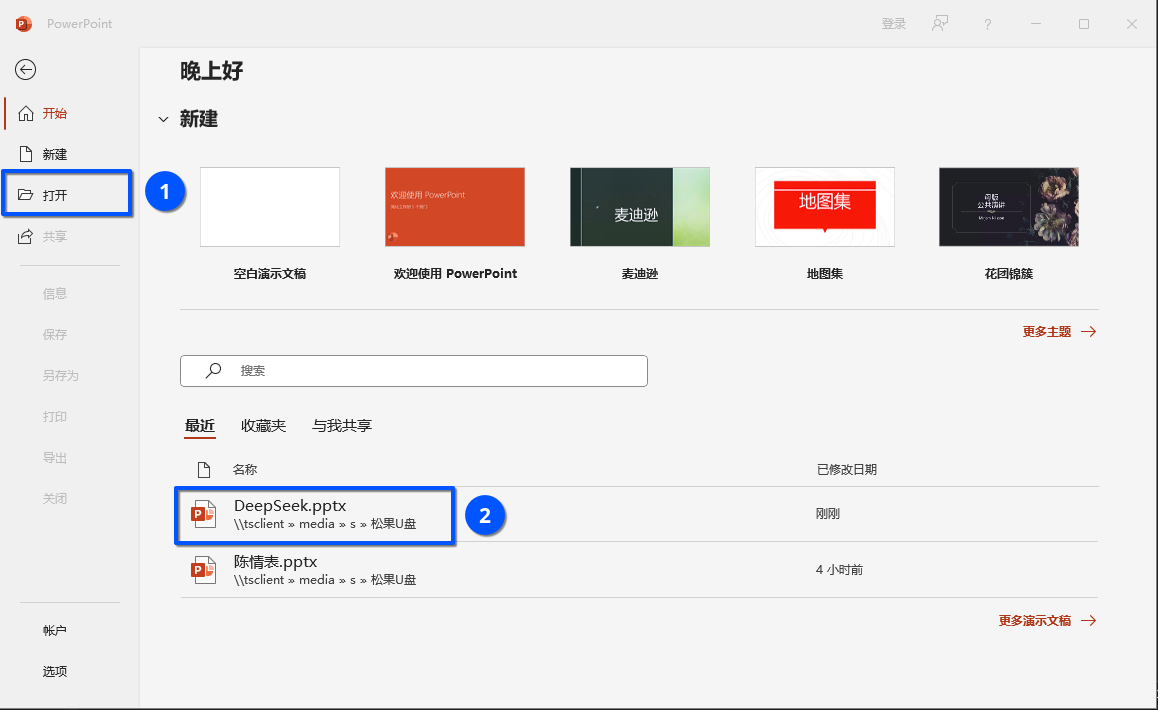 PowerPoint
登录
?
晚上好
开始
新建
新建
打开
1
共享
欢迎使用 PowerPoint
麦迪逊
地图集
母版
公共演讲
空白演示文稿
欢迎使用 PowerPoint
麦迪逊
地图集
花团锦簇
信息
更多主题
保存
搜索
另存为
打印
最近
收藏夹
与我共享
导出
名称
已修改日期
关闭
DeepSeek.pptx
\\tsclient » media » s » 松果U盘
2
刚刚
陈情表.pptx
\\tsclient » media » s » 松果U盘
4 小时前
更多演示文稿
帐户
选项